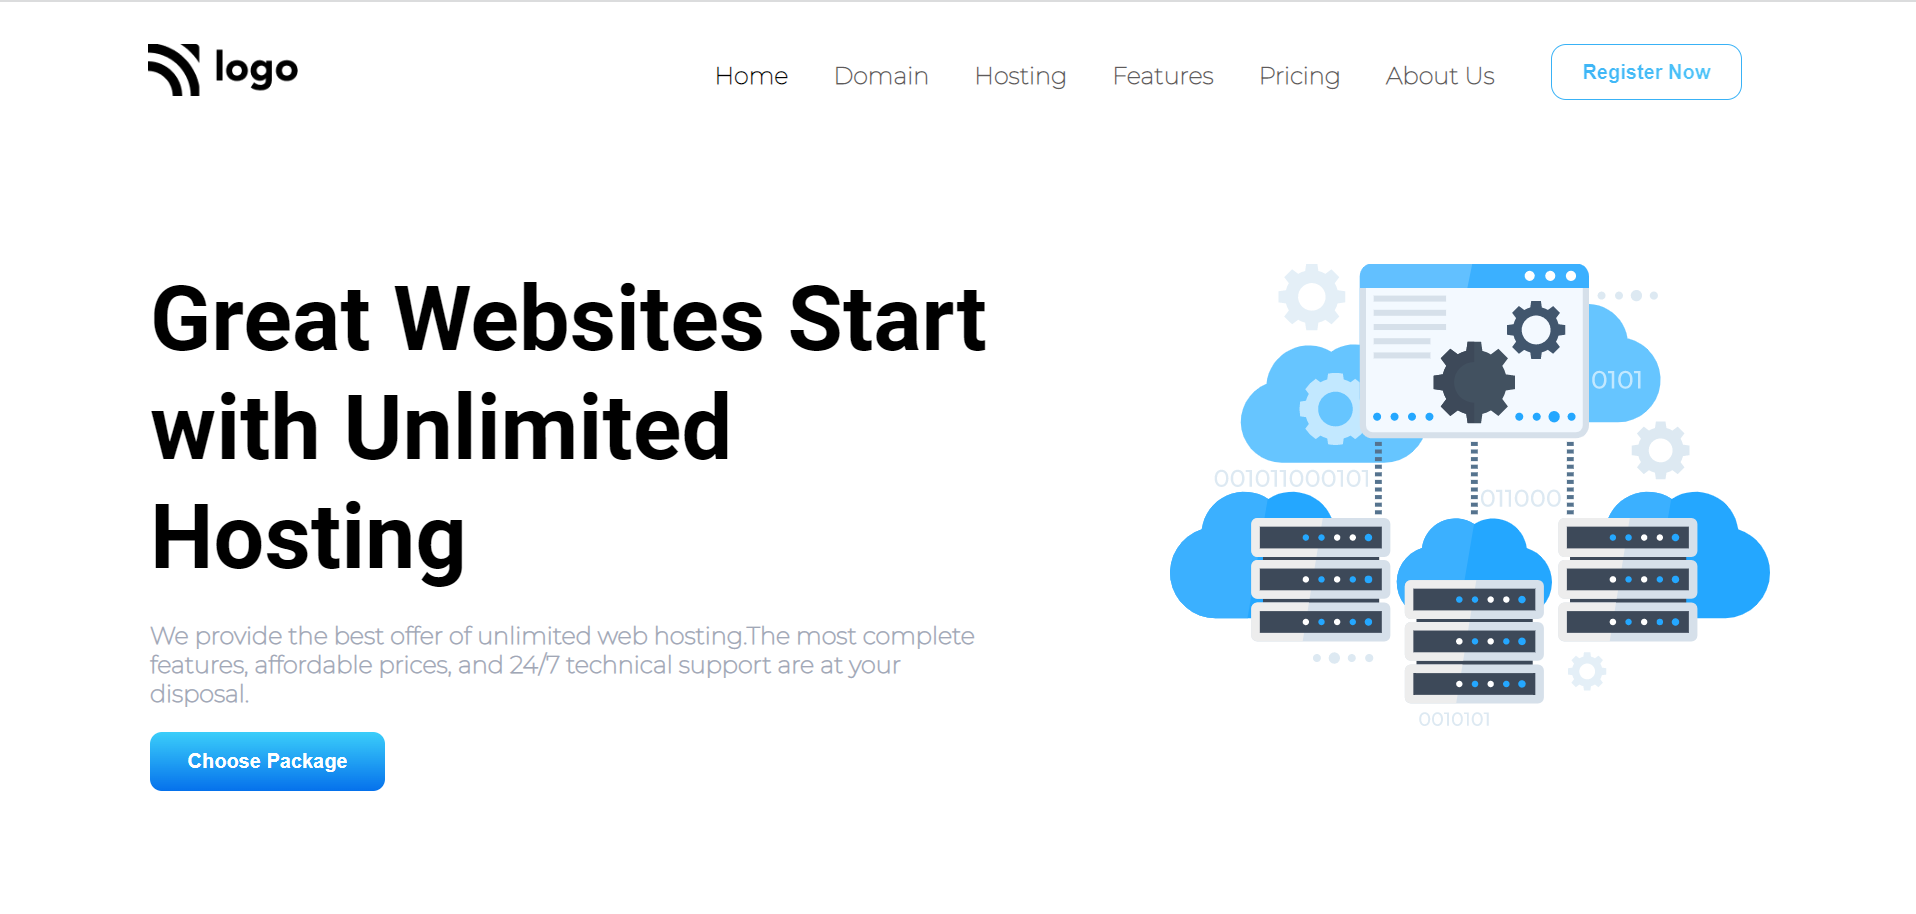 logo
Home Domain Hosting Features Pricing About Us Register Now
Great Websites Start
with Unlimited
Hosting
We provide the best offer of unlimited web hosting.The most complete
features, affordable prices, and 24/7 technical support are at your
disposal.
Choose Package
0101
001011000101
011000
0010101